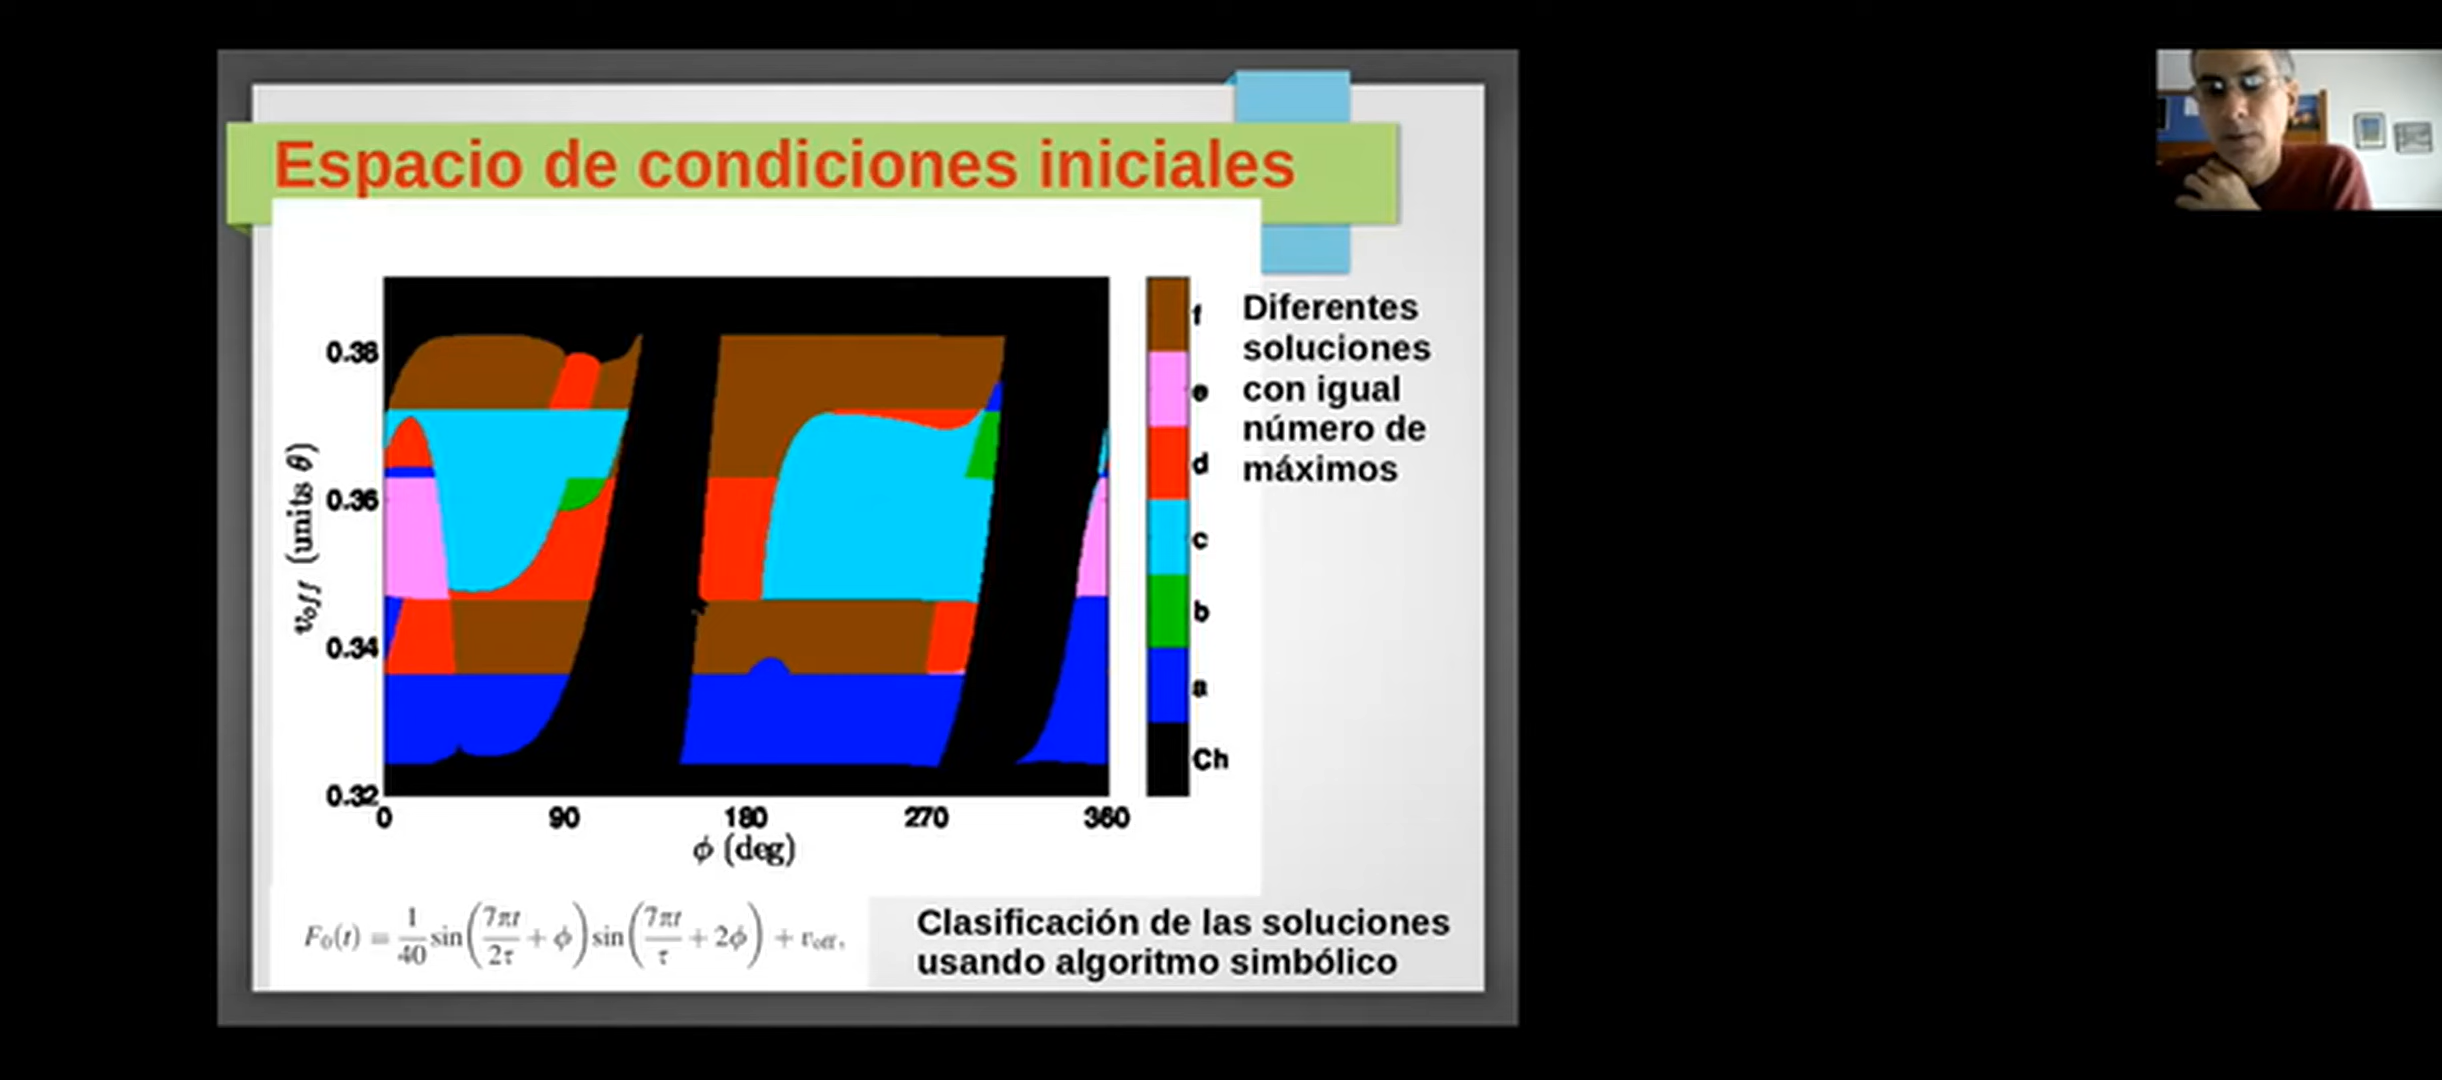 Espacio de condiciones iniciales
0.38
0.36
0.34
0.32
v_off (units θ)
0 90 180 270 360
ϕ (deg)
f
e
d
c
b
a
Ch
Diferentes
soluciones
con igual
número de
máximos
F₀(t) = 1/40 sin(7πt/2τ + ϕ) sin(7πt/τ + 2ϕ) + v_off,
Clasificación de las soluciones
usando algoritmo simbólico